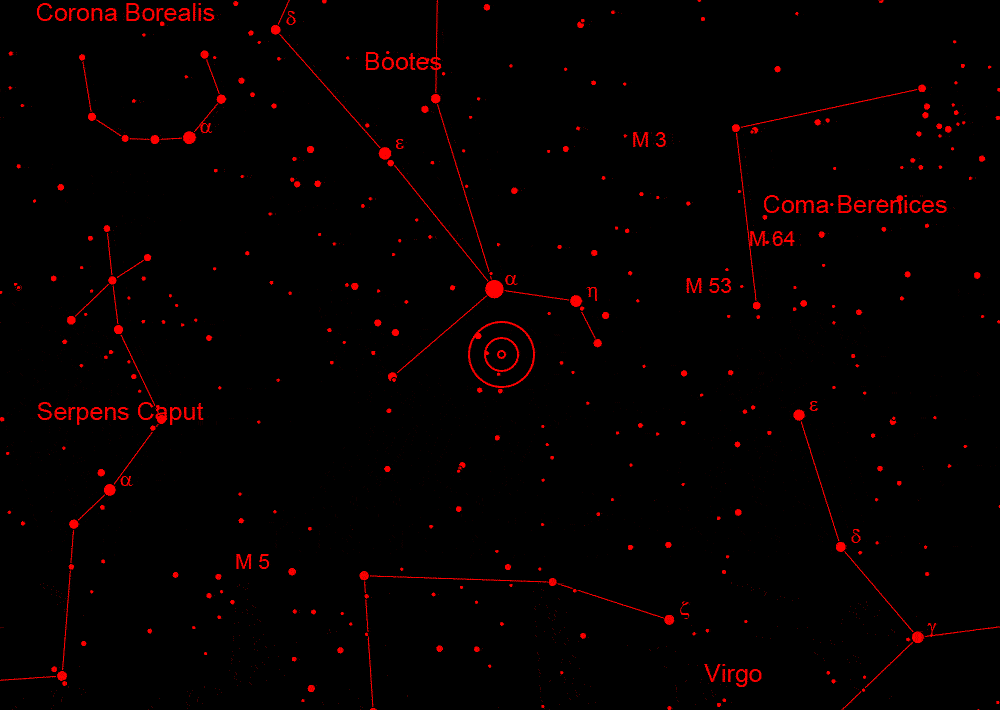 Corona Borealis
δ
Bootes
α
ε
M 3
Coma Berenices
M 64
α
M 53
η
Serpens Caput
ε
α
δ
M 5
ζ
γ
Virgo